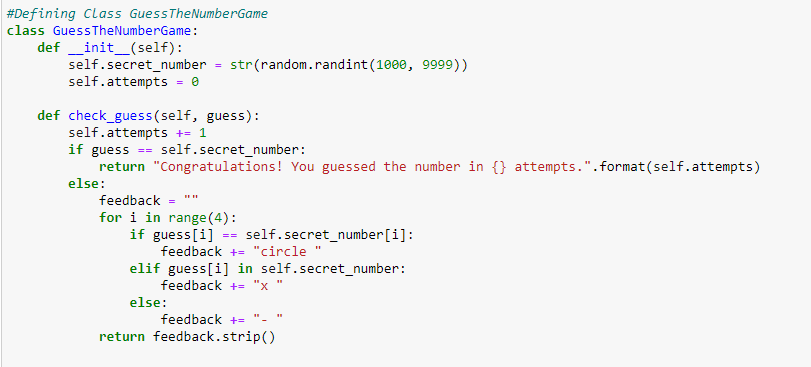 #Defining Class GuessTheNumberGame
class GuessTheNumberGame:
    def __init__(self):
        self.secret_number = str(random.randint(1000, 9999))
        self.attempts = 0

    def check_guess(self, guess):
        self.attempts += 1
        if guess == self.secret_number:
            return "Congratulations! You guessed the number in {} attempts.".format(self.attempts)
        else:
            feedback = ""
            for i in range(4):
                if guess[i] == self.secret_number[i]:
                    feedback += "circle "
                elif guess[i] in self.secret_number:
                    feedback += "x "
                else:
                    feedback += "- "
            return feedback.strip()